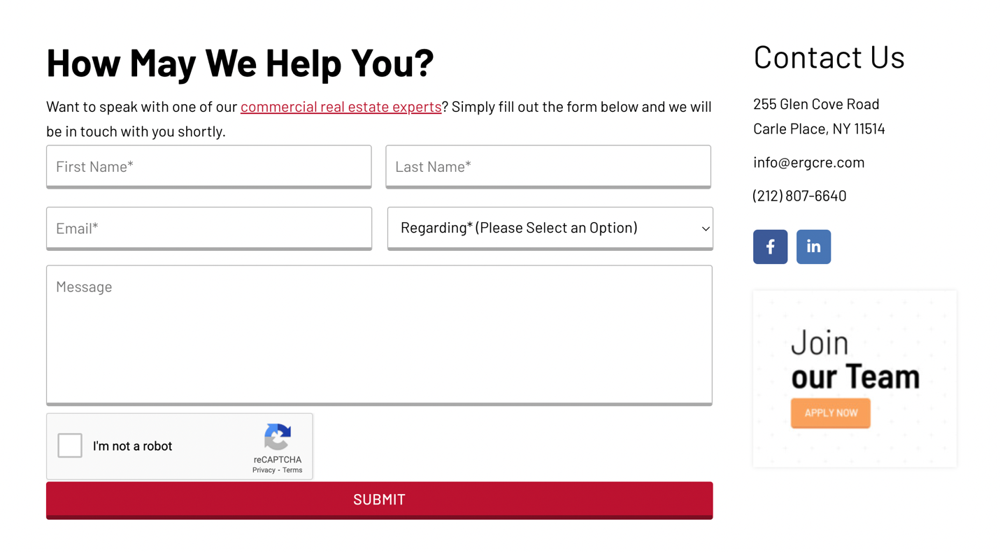 How May We Help You?
Want to speak with one of our commercial real estate experts? Simply fill out the form below and we will
be in touch with you shortly.
First Name*
Last Name*
Email*
Regarding* (Please Select an Option)
Message
I'm not a robot
reCAPTCHA
Privacy - Terms
SUBMIT
Contact Us
255 Glen Cove Road
Carle Place, NY 11514
info@ergcre.com
(212) 807-6640
f
in
Join
our Team
APPLY NOW